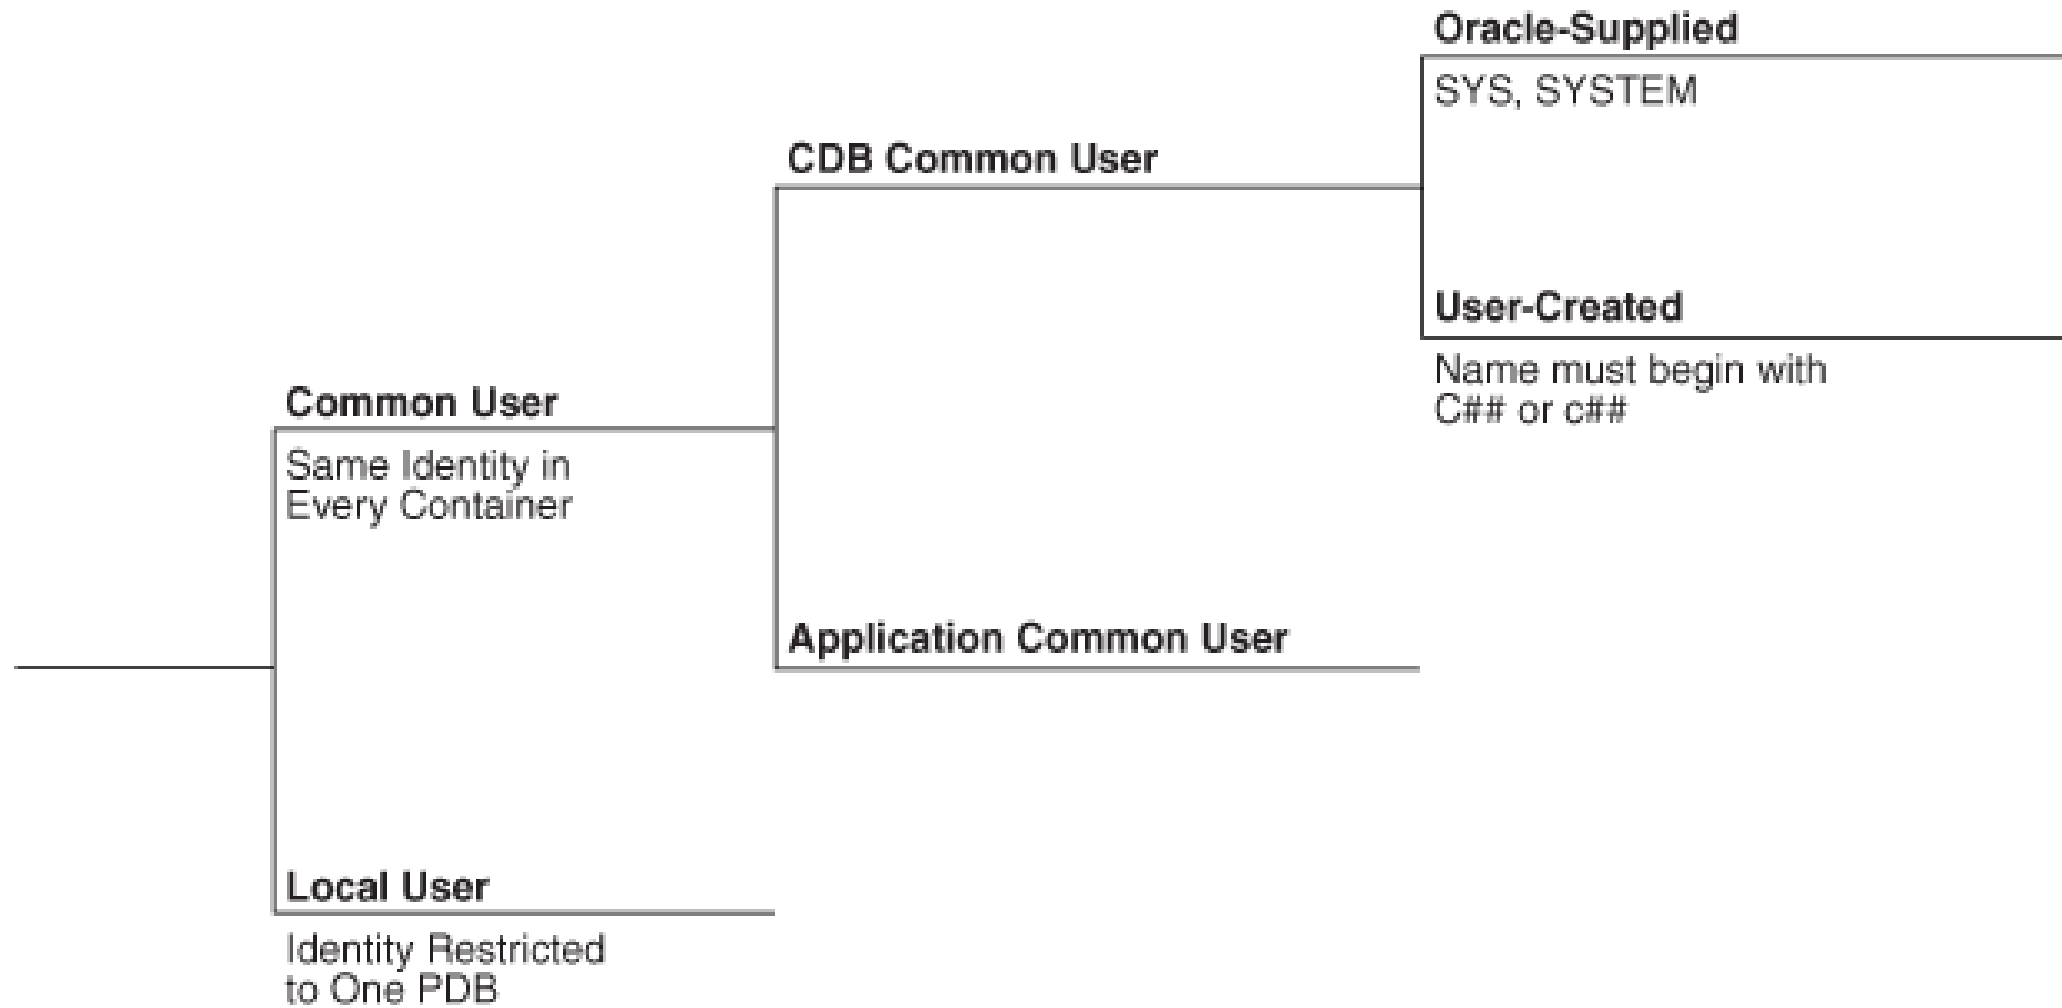 Oracle-Supplied
SYS, SYSTEM
CDB Common User
User-Created
Name must begin with
C## or c##
Common User
Same Identity in
Every Container
Application Common User
Local User
Identity Restricted
to One PDB